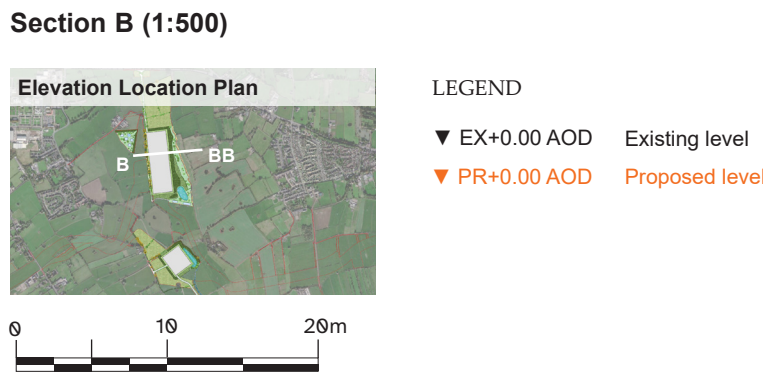 Section B (1:500)
Elevation Location Plan
B
BB
LEGEND
▼ EX+0.00 AOD Existing level
▼ PR+0.00 AOD Proposed level
0 10 20m